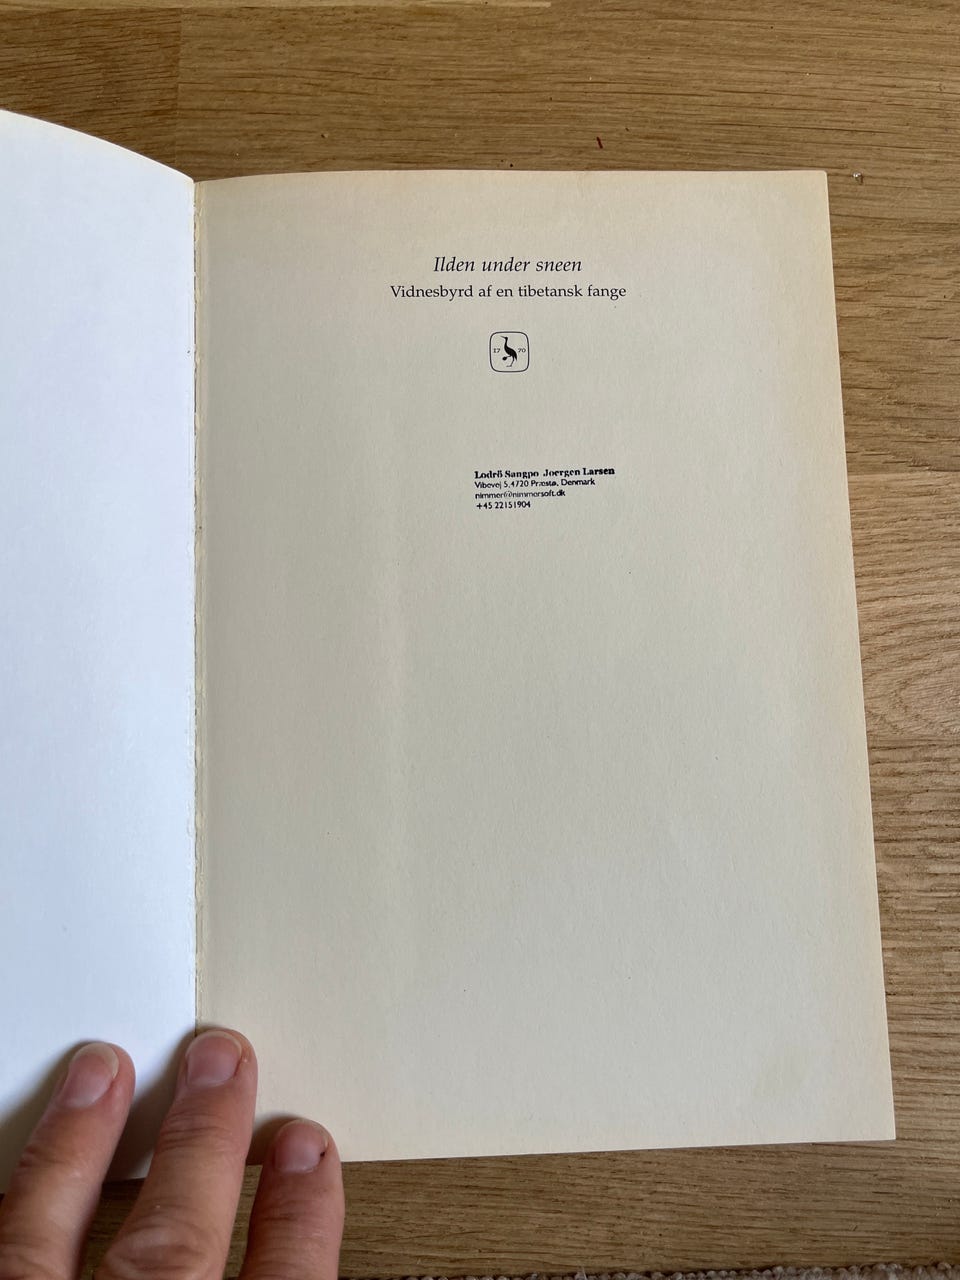 Ilden under sneen
Vidnesbyrd af en tibetansk fange
17 70
Lodrö Sangpo Joergen Larsen
Vibevej 5,4720 Præstø, Denmark
nimmer@nimmersoft.dk
+45 22151904